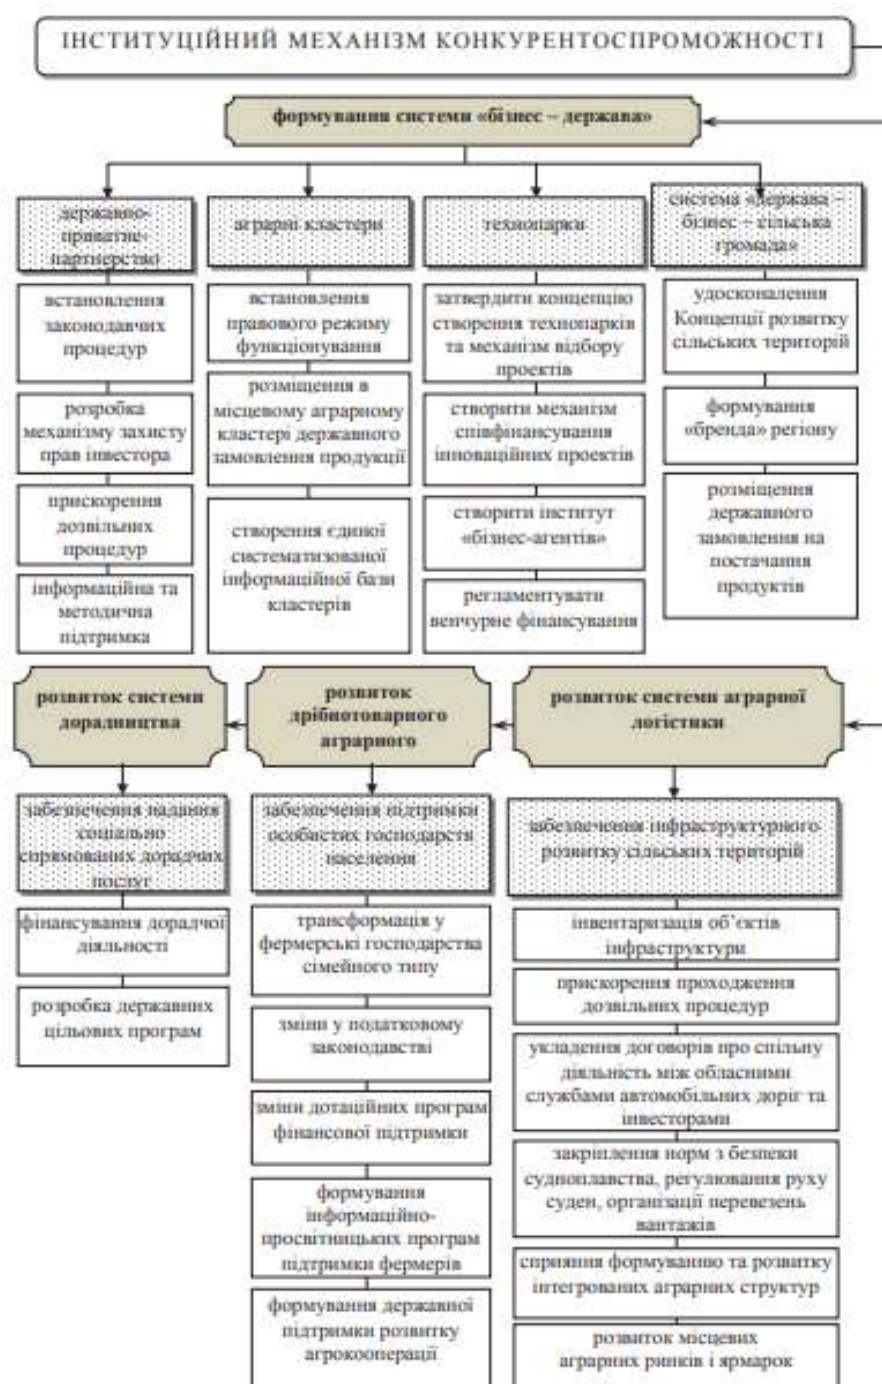 ІНСТИТУЦІЙНИЙ МЕХАНІЗМ КОНКУРЕНТОСПРОМОЖНОСТІ
формування системи «бізнес – держава»
державно-
приватне-
партнерство
встановлення
законодавчих
процедур
розробка
механізму захисту
прав інвестора
прискорення
дозвільних
процедур
інформаційна та
методична
підтримка
аграрні кластери
встановлення
правового режиму
функціонування
розміщення в
місцевому аграрному
кластері державного
замовлення продукції
створення єдиної
систематизованої
інформаційної бази
кластерів
технопарки
затвердити концепцію
створення технопарків
та механізм відбору
проектів
створити механізм
співфінансування
інноваційних проектів
створити інститут
«бізнес-агентів»
регламентувати
венчурне фінансування
система «держава –
бізнес – сільська
громада»
удосконалення
Концепції розвитку
сільських територій
формування
«бренда» регіону
розміщення
державного
замовлення на
постачання
продуктів
розвиток системи
дорадництва
забезпечення надання
соціально
спрямованих дорадчих
послуг
фінансування дорадчої
діяльності
розробка державних
цільових програм
розвиток
дрібнотоварного
аграрного
забезпечення підтримки
особистих господарств
населення
трансформація у
фермерські господарства
сімейного типу
зміни у податковому
законодавстві
зміни дотаційних програм
фінансової підтримки
формування
інформаційно-
просвітницьких програм
підтримки фермерів
формування державної
підтримки розвитку
агрокооперації
розвиток системи аграрної
логістики
забезпечення інфраструктурного
розвитку сільських територій
інвентаризація об’єктів
інфраструктури
прискорення проходження
дозвільних процедур
укладення договорів про спільну
діяльність між обласними
службами автомобільних доріг та
інвесторами
закріплення норм з безпеки
судноплавства, регулювання руху
суден, організації перевезень
вантажів
сприяння формуванню та розвитку
інтегрованих аграрних структур
розвиток місцевих
аграрних ринків і ярмарок